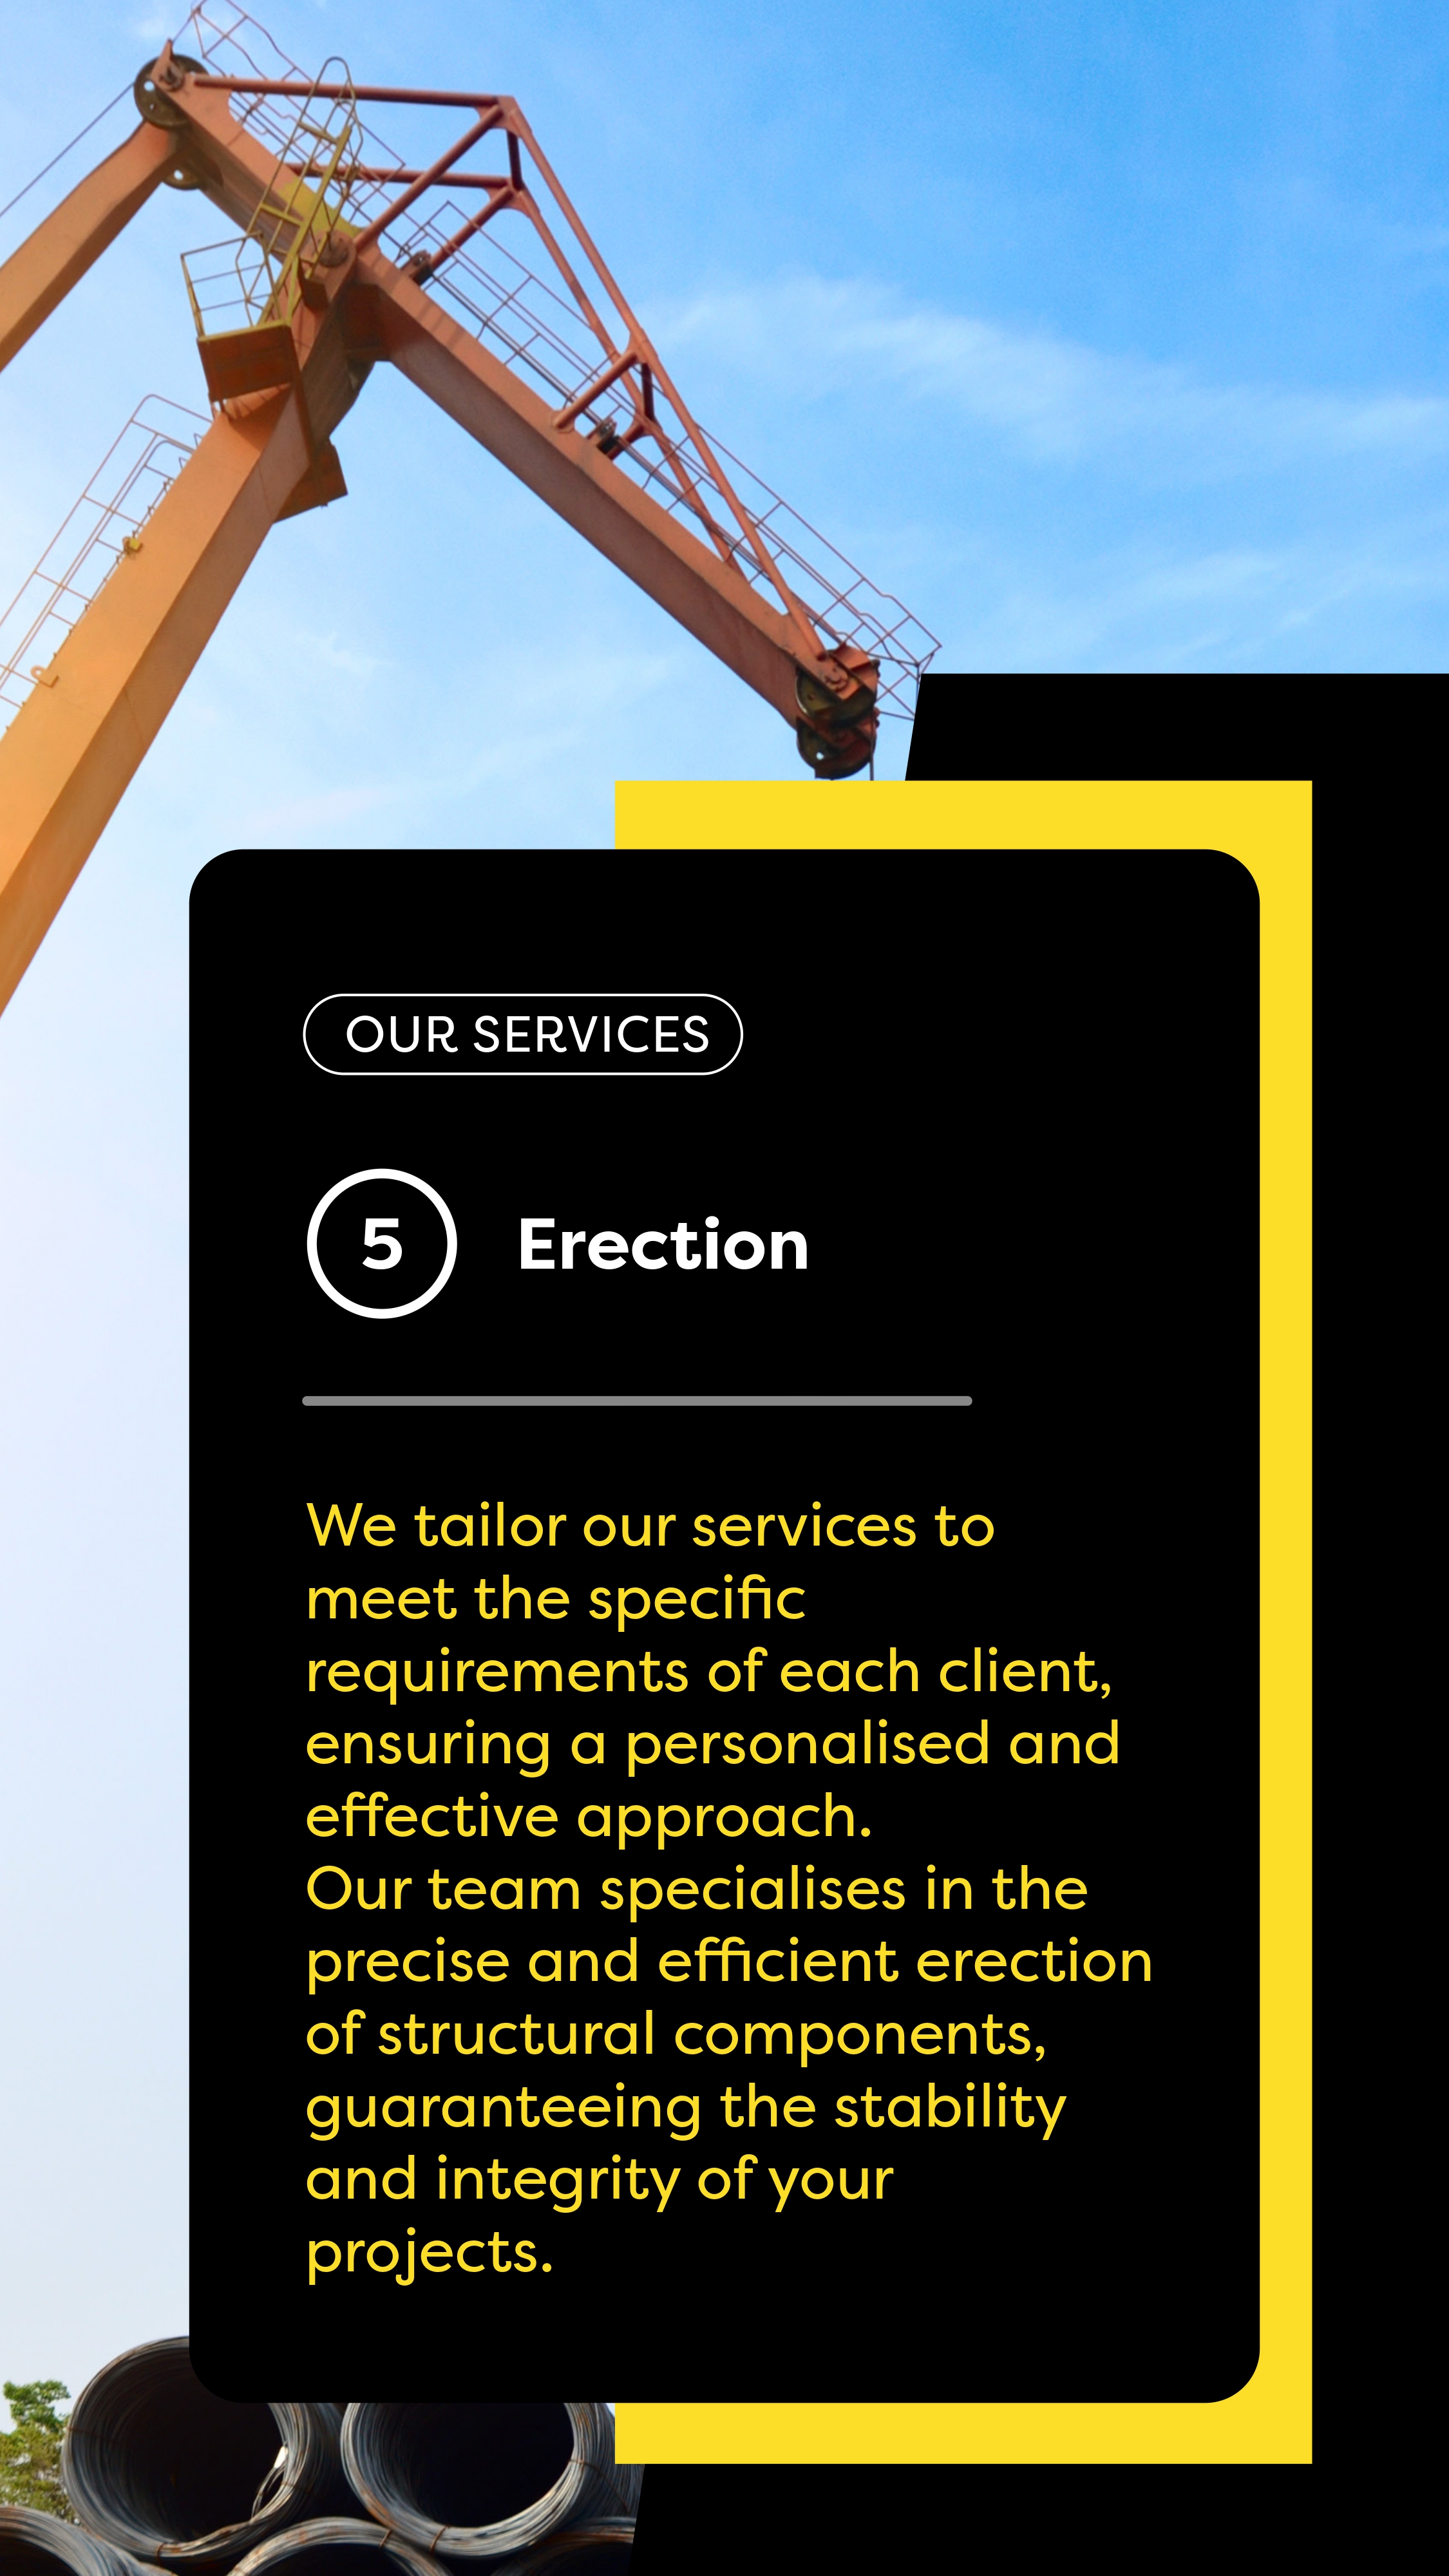 OUR SERVICES
5 Erection
We tailor our services to
meet the specific
requirements of each client,
ensuring a personalised and
effective approach.
Our team specialises in the
precise and efficient erection
of structural components,
guaranteeing the stability
and integrity of your
projects.